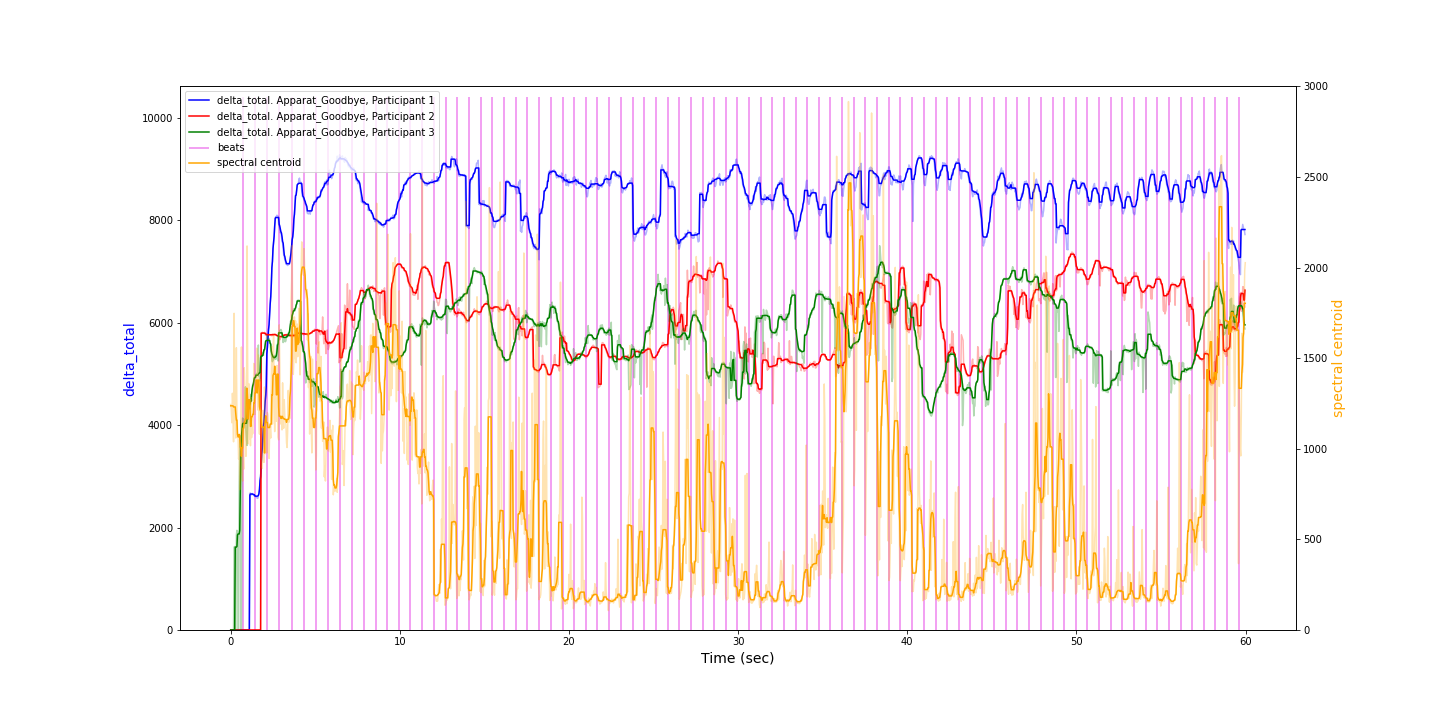 delta_total. Apparat_Goodbye, Participant 1
delta_total. Apparat_Goodbye, Participant 2
delta_total. Apparat_Goodbye, Participant 3
beats
spectral centroid
10000
8000
6000
4000
2000
0
delta_total
3000
2500
2000
1500
1000
500
0
spectral centroid
0 10 20 30 40 50 60
Time (sec)